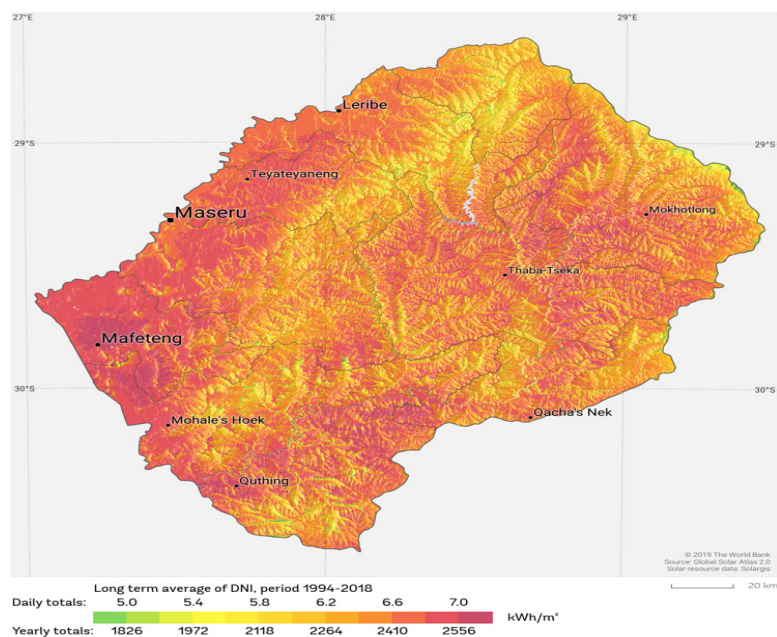 27°E 28°E 29°E
Leribe
29°S 29°S
Teyateyaneng
Maseru
Mokhotlong
Thaba-Tseka
Mafeteng
30°S 30°S
Mohale's Hoek
Qacha's Nek
Quthing
© 2019 The World Bank
Source: Global Solar Atlas 2.0
Solar resource data: Solargis
Long term average of DNI, period 1994-2018
20 km
Daily totals: 5.0 5.4 5.8 6.2 6.6 7.0
kWh/m²
Yearly totals: 1826 1972 2118 2264 2410 2556